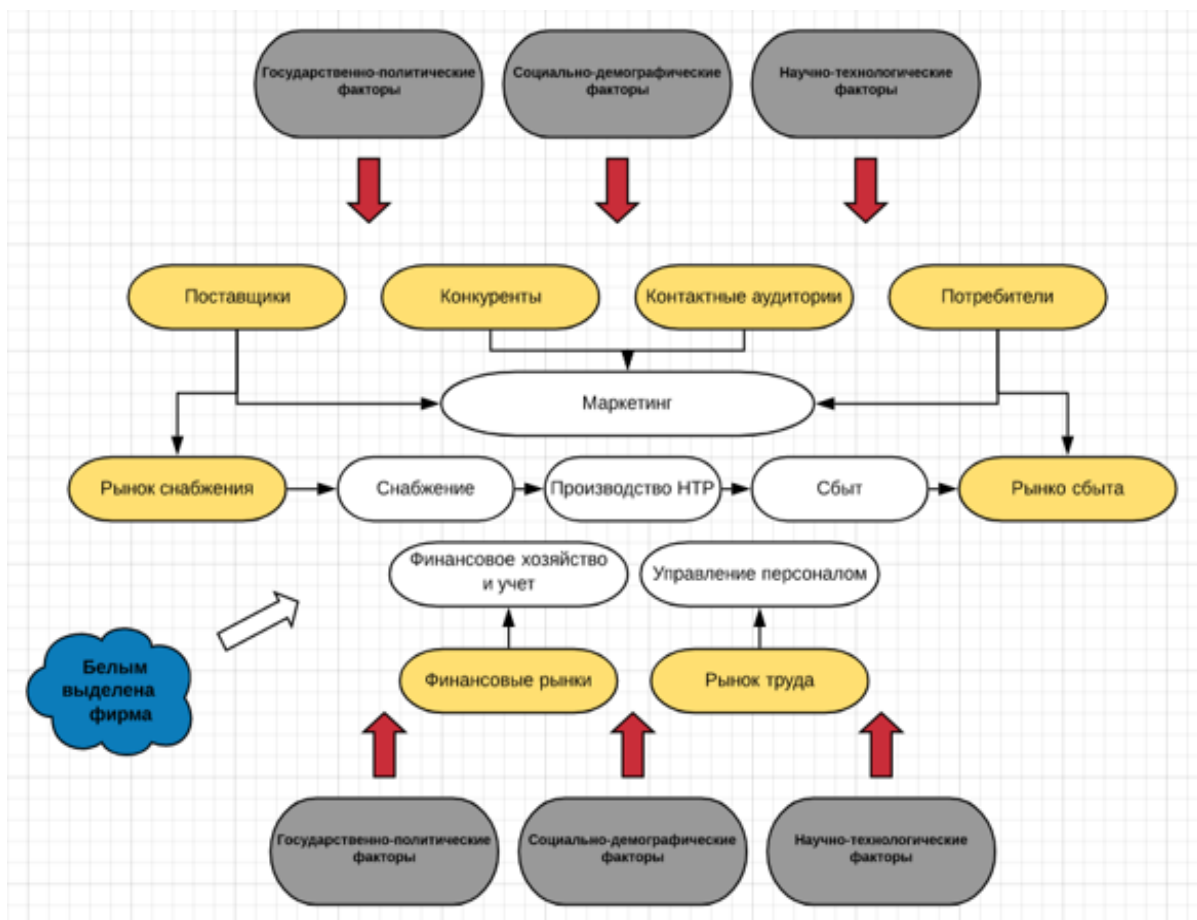 Государственно-политические
факторы
Социально-демографические
факторы
Научно-технологические
факторы
Поставщики
Конкуренты
Контактные аудитории
Потребители
Маркетинг
Рынок снабжения
Снабжение
Производство НТР
Сбыт
Рынко сбыта
Финансовое хозяйство
и учет
Управление персоналом
Белым
выделена
фирма
Финансовые рынки
Рынок труда
Государственно-политические
факторы
Социально-демографические
факторы
Научно-технологические
факторы